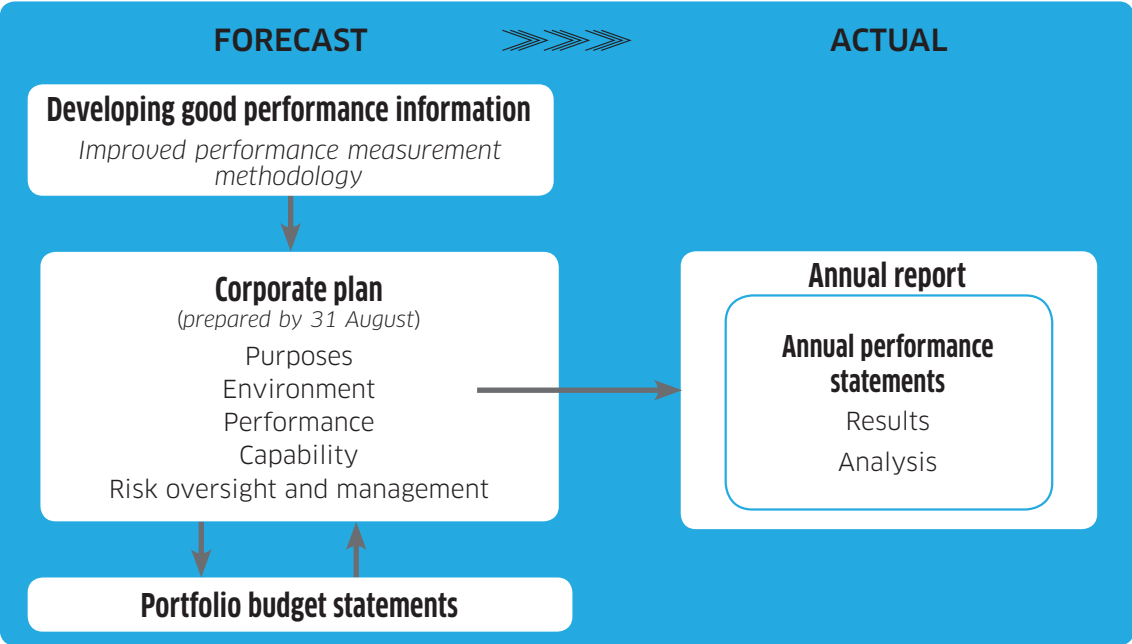 FORECAST
ACTUAL
Developing good performance information
Improved performance measurement
methodology
Corporate plan
(prepared by 31 August)
Purposes
Environment
Performance
Capability
Risk oversight and management
Annual report
Annual performance
statements
Results
Analysis
Portfolio budget statements